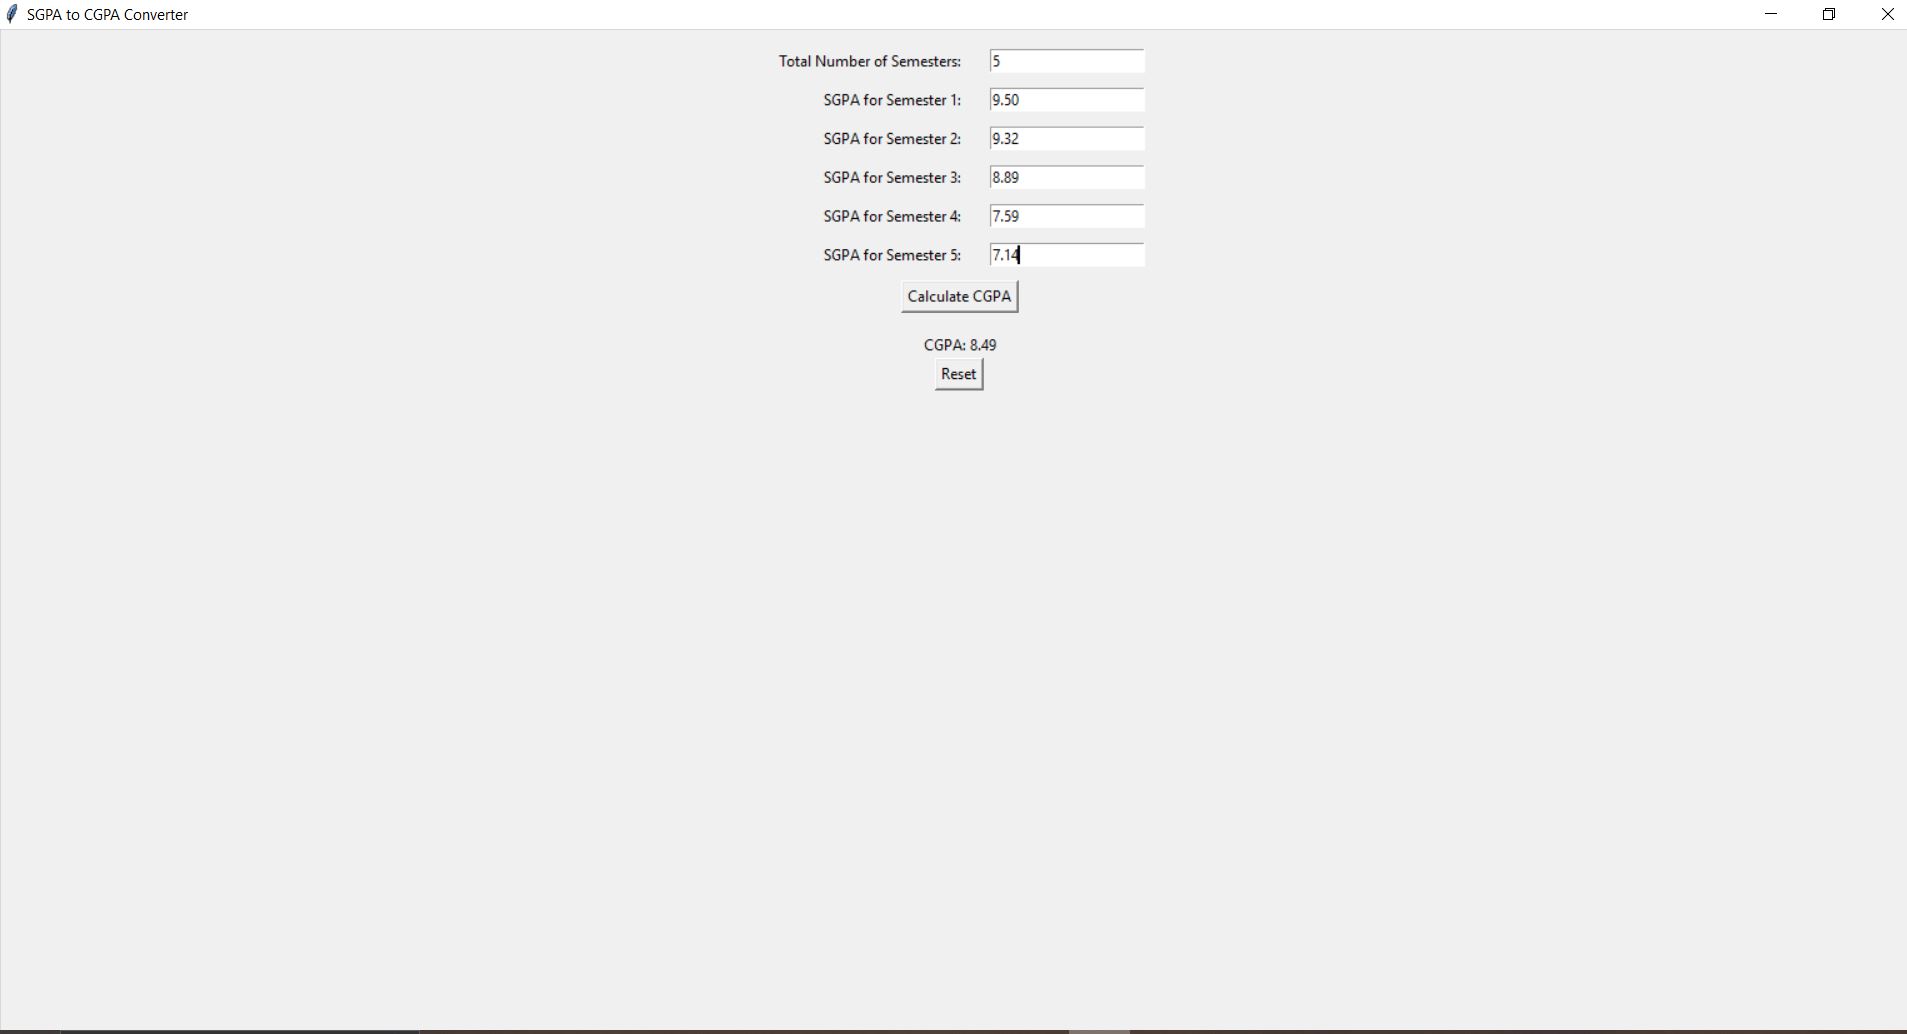 SGPA to CGPA Converter
Total Number of Semesters: 5
SGPA for Semester 1: 9.50
SGPA for Semester 2: 9.32
SGPA for Semester 3: 8.89
SGPA for Semester 4: 7.59
SGPA for Semester 5: 7.14
Calculate CGPA
CGPA: 8.49
Reset